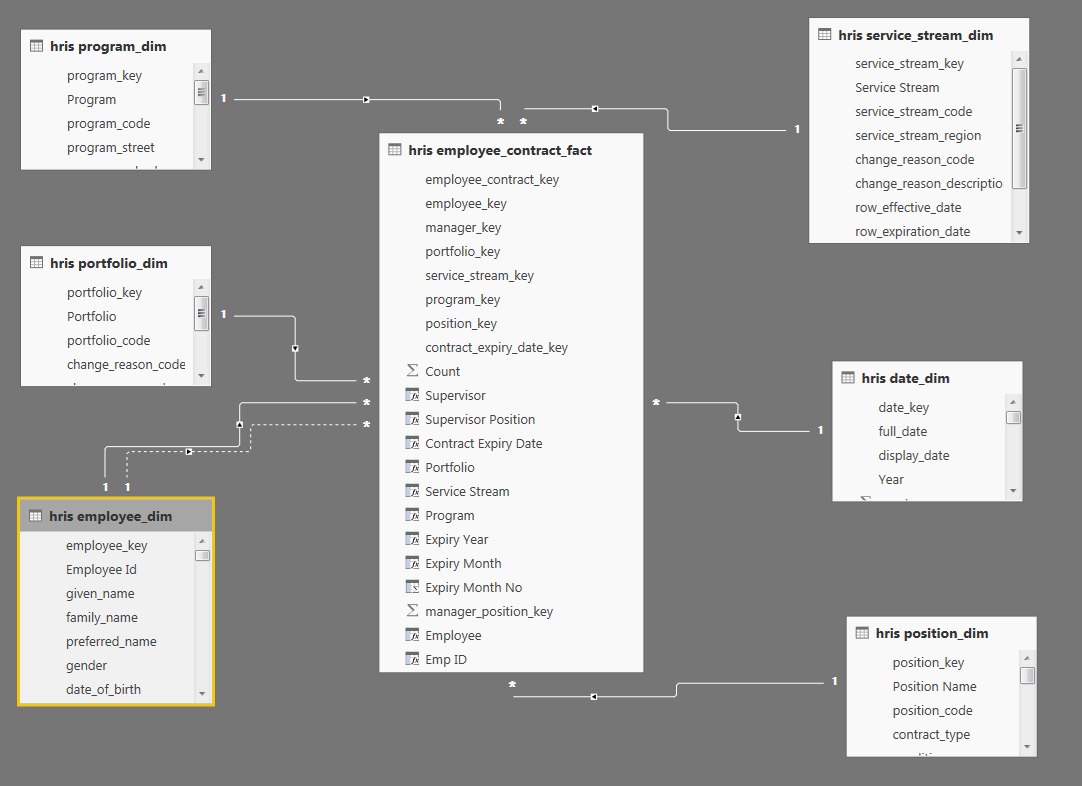 hris program_dim
program_key
Program
program_code
program_street
1
hris portfolio_dim
portfolio_key
Portfolio
portfolio_code
change_reason_code
1
*
*
*
1 1
hris employee_dim
employee_key
Employee Id
given_name
family_name
preferred_name
gender
date_of_birth
* *
hris employee_contract_fact
employee_contract_key
employee_key
manager_key
portfolio_key
service_stream_key
program_key
position_key
contract_expiry_date_key
Σ Count
Supervisor
Supervisor Position
Contract Expiry Date
Portfolio
Service Stream
Program
Expiry Year
Expiry Month
Expiry Month No
Σ manager_position_key
Employee
Emp ID
*
hris service_stream_dim
service_stream_key
Service Stream
service_stream_code
service_stream_region
change_reason_code
change_reason_descriptio
row_effective_date
row_expiration_date
1
hris date_dim
date_key
full_date
display_date
Year
*
1
hris position_dim
position_key
Position Name
position_code
contract_type
1